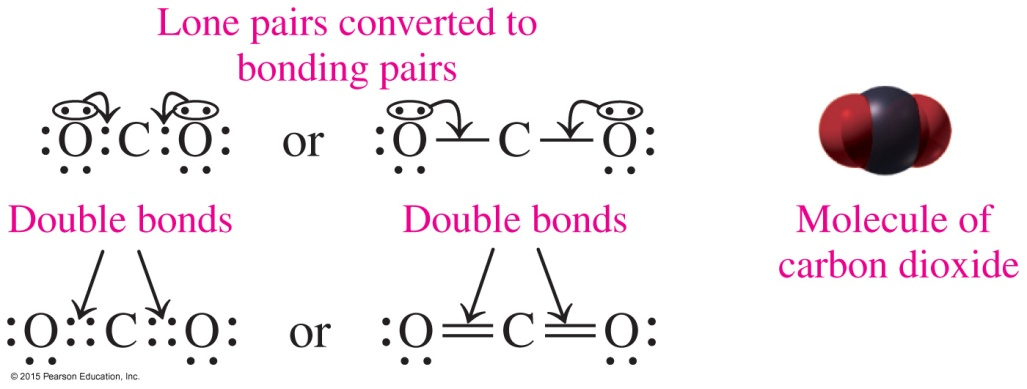 Lone pairs converted to
bonding pairs
:O:C:O: or :O—C—O:
Double bonds Double bonds Molecule of
carbon dioxide
:O::C::O: or :O=C=O:
© 2015 Pearson Education, Inc.